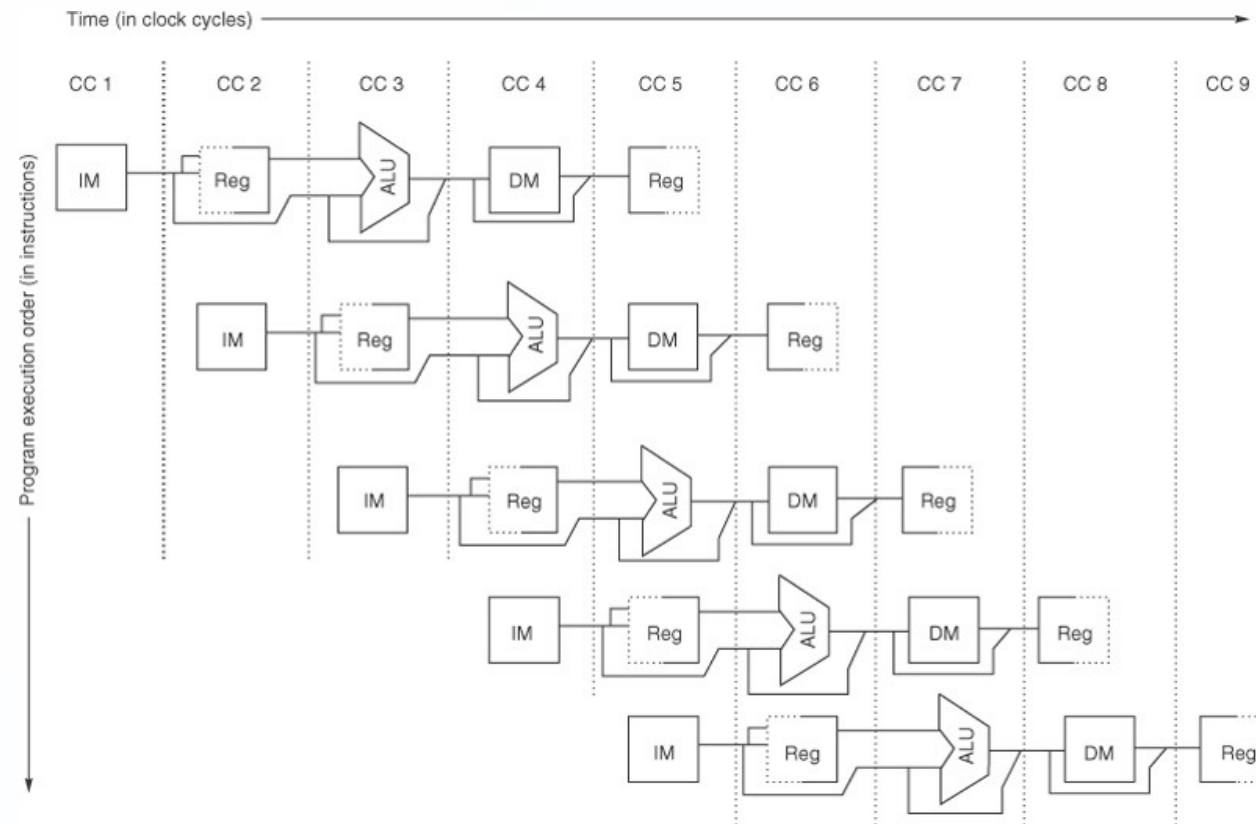 Time (in clock cycles)
CC 1 CC 2 CC 3 CC 4 CC 5 CC 6 CC 7 CC 8 CC 9
Program execution order (in instructions)
IM Reg ALU DM Reg
IM Reg ALU DM Reg
IM Reg ALU DM Reg
IM Reg ALU DM Reg
IM Reg ALU DM Reg